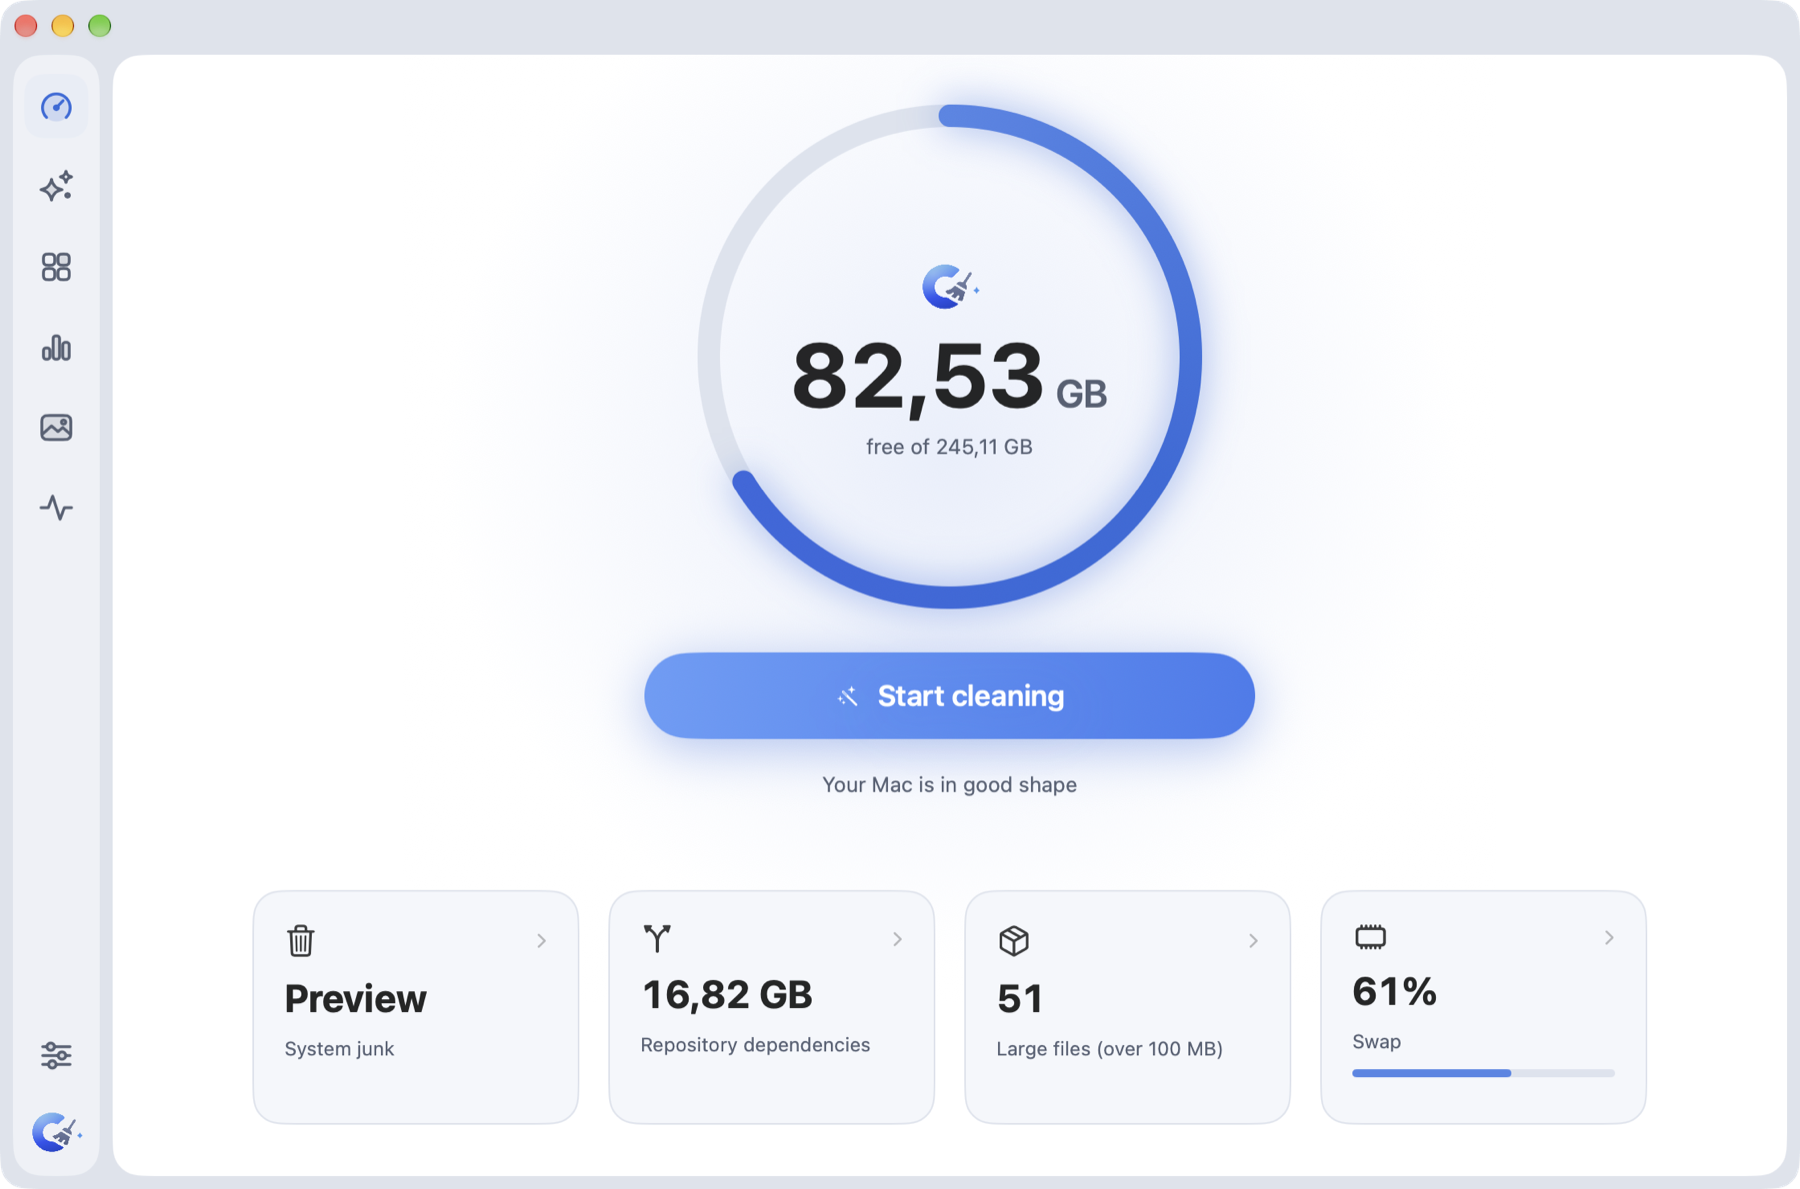 82,53 GB
free of 245,11 GB
Start cleaning
Your Mac is in good shape
Preview
System junk
16,82 GB
Repository dependencies
51
Large files (over 100 MB)
61%
Swap